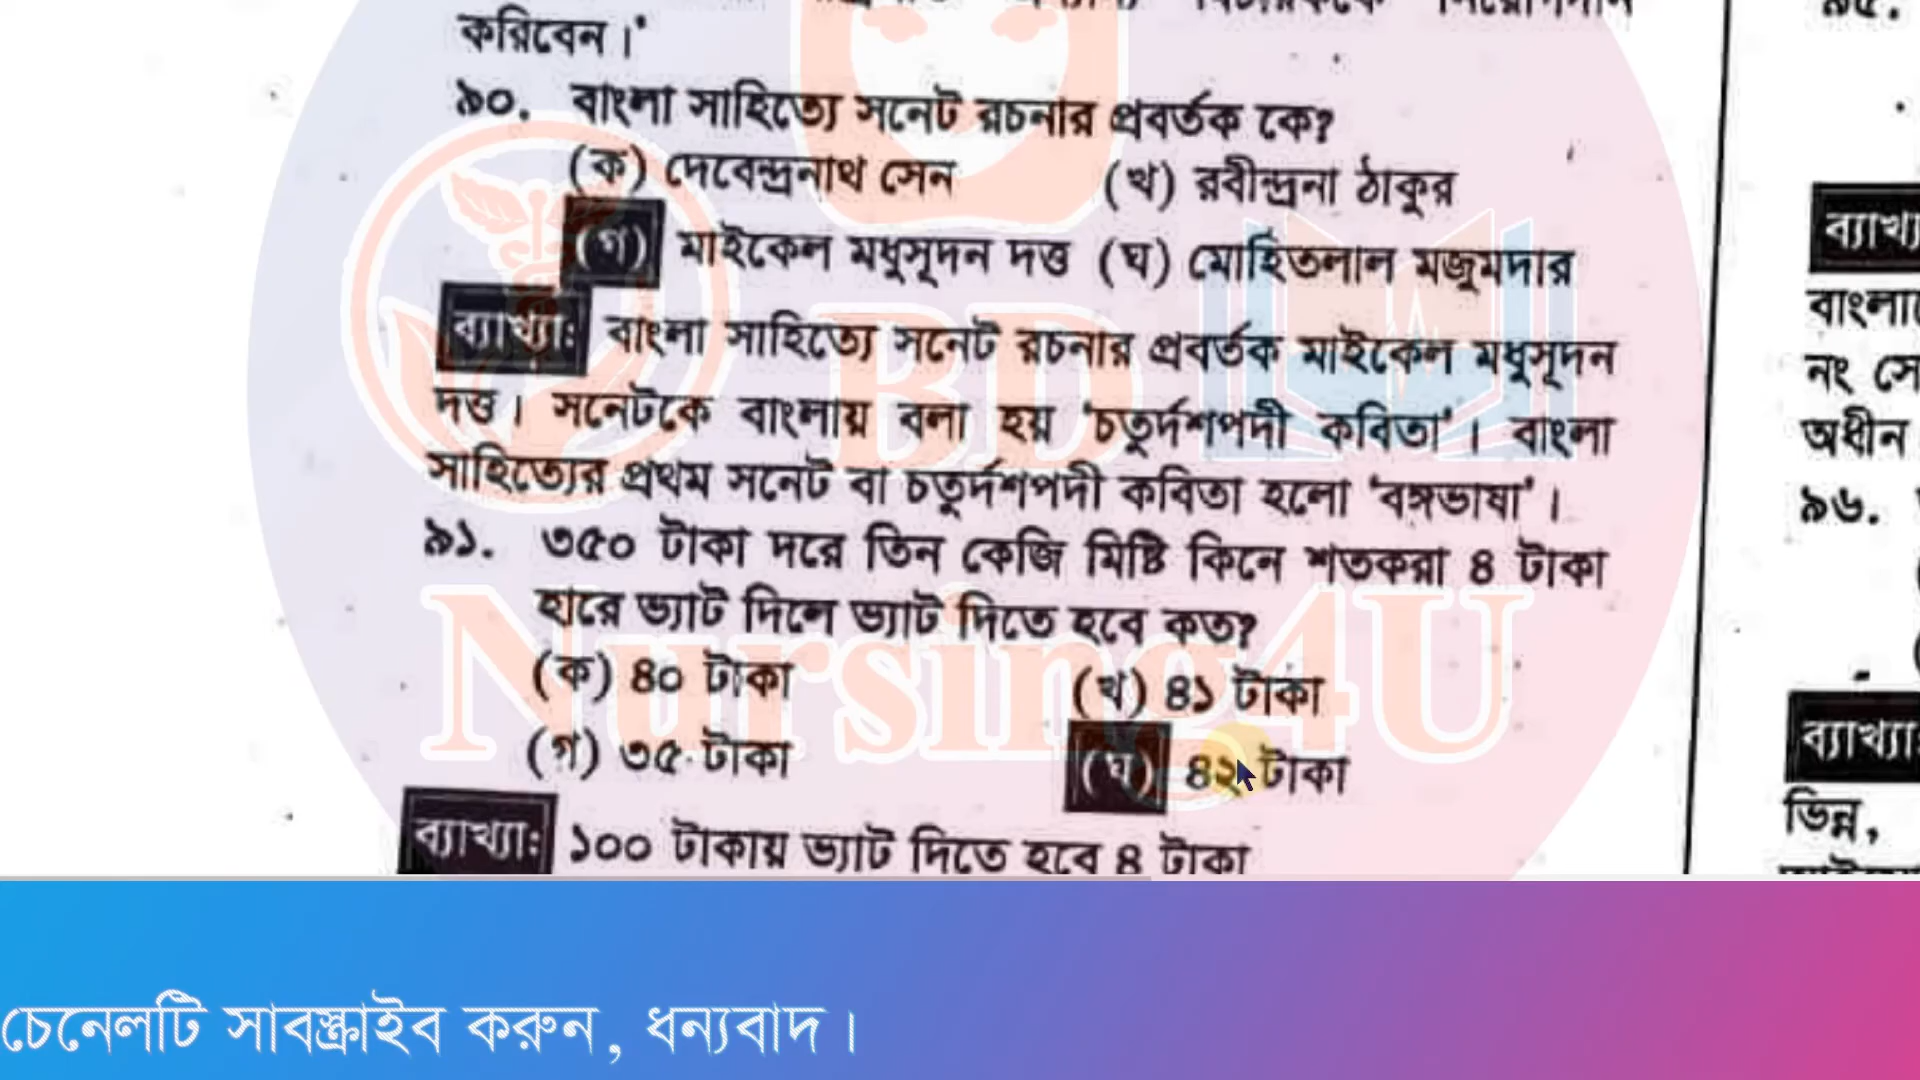 করিবেন।'
৯০. বাংলা সাহিত্যে সনেট রচনার প্রবর্তক কে?
(ক) দেবেন্দ্রনাথ সেন (খ) রবীন্দ্রনা ঠাকুর
(গ) মাইকেল মধুসূদন দত্ত (ঘ) মোহিতলাল মজুমদার
ব্যাখ্যা: বাংলা সাহিত্যে সনেট রচনার প্রবর্তক মাইকেল মধুসূদন
দত্ত। সনেটকে বাংলায় বলা হয় 'চতুর্দশপদী কবিতা'। বাংলা
সাহিত্যের প্রথম সনেট বা চতুর্দশপদী কবিতা হলো 'বঙ্গভাষা'।
৯১. ৩৫০ টাকা দরে তিন কেজি মিষ্টি কিনে শতকরা ৪ টাকা
হারে ভ্যাট দিলে ভ্যাট দিতে হবে কত?
(ক) ৪০ টাকা (খ) ৪১ টাকা
(গ) ৩৫ টাকা (ঘ) ৪২ টাকা
ব্যাখ্যা: ১০০ টাকায় ভ্যাট দিতে হবে ৪ টাকা
BD
Nursing4U
৯৫.
নং
অধীন
৯৬.
ভিন্ন,
চেনেলটি সাবস্ক্রাইব করুন, ধন্যবাদ।